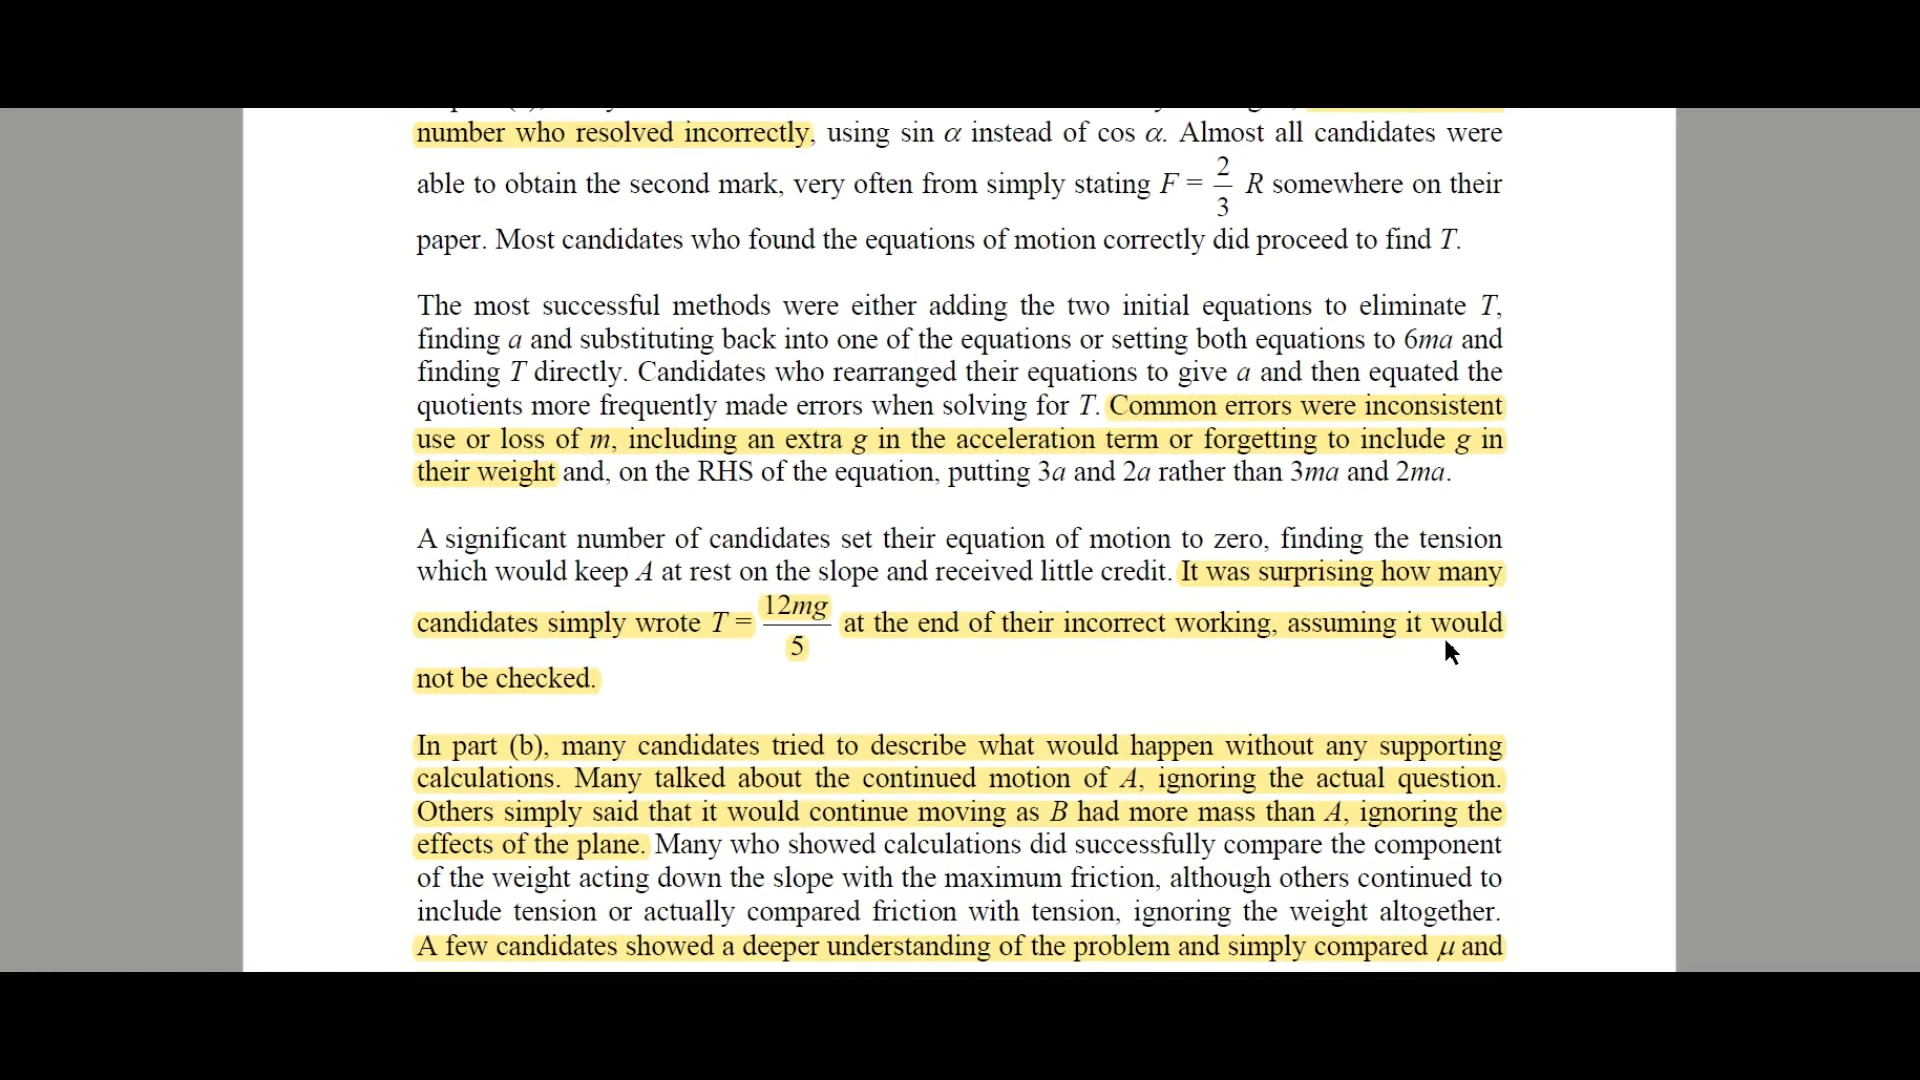 number who resolved incorrectly, using sin α instead of cos α. Almost all candidates were
able to obtain the second mark, very often from simply stating F = 2/3 R somewhere on their
paper. Most candidates who found the equations of motion correctly did proceed to find T.
The most successful methods were either adding the two initial equations to eliminate T,
finding a and substituting back into one of the equations or setting both equations to 6ma and
finding T directly. Candidates who rearranged their equations to give a and then equated the
quotients more frequently made errors when solving for T. Common errors were inconsistent
use or loss of m, including an extra g in the acceleration term or forgetting to include g in
their weight and, on the RHS of the equation, putting 3a and 2a rather than 3ma and 2ma.
A significant number of candidates set their equation of motion to zero, finding the tension
which would keep A at rest on the slope and received little credit. It was surprising how many
candidates simply wrote T = 12mg/5 at the end of their incorrect working, assuming it would
not be checked.
In part (b), many candidates tried to describe what would happen without any supporting
calculations. Many talked about the continued motion of A, ignoring the actual question.
Others simply said that it would continue moving as B had more mass than A, ignoring the
effects of the plane. Many who showed calculations did successfully compare the component
of the weight acting down the slope with the maximum friction, although others continued to
include tension or actually compared friction with tension, ignoring the weight altogether.
A few candidates showed a deeper understanding of the problem and simply compared μ and